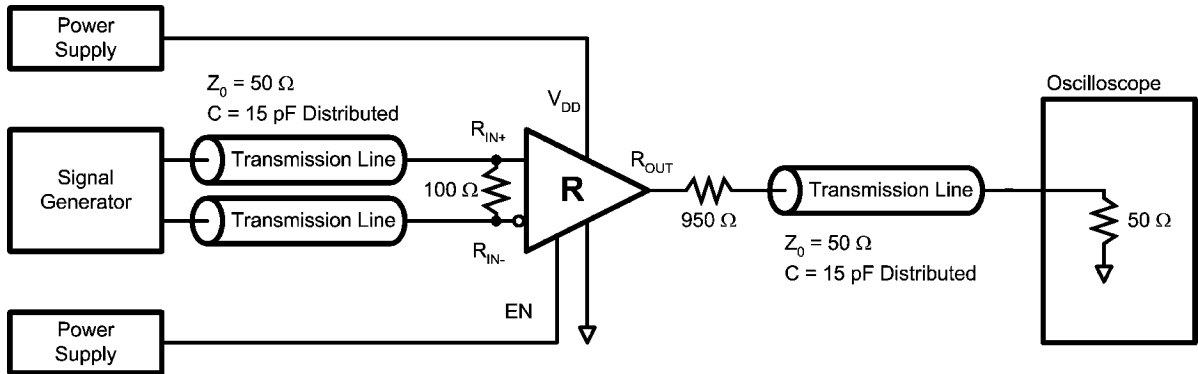 Power
Supply
Z0 = 50 Ω
C = 15 pF Distributed
Signal
Generator
Transmission Line
Transmission Line
RIN+
100 Ω
RIN-
VDD
R
EN
ROUT
950 Ω
Transmission Line
Z0 = 50 Ω
C = 15 pF Distributed
Oscilloscope
50 Ω
Power
Supply